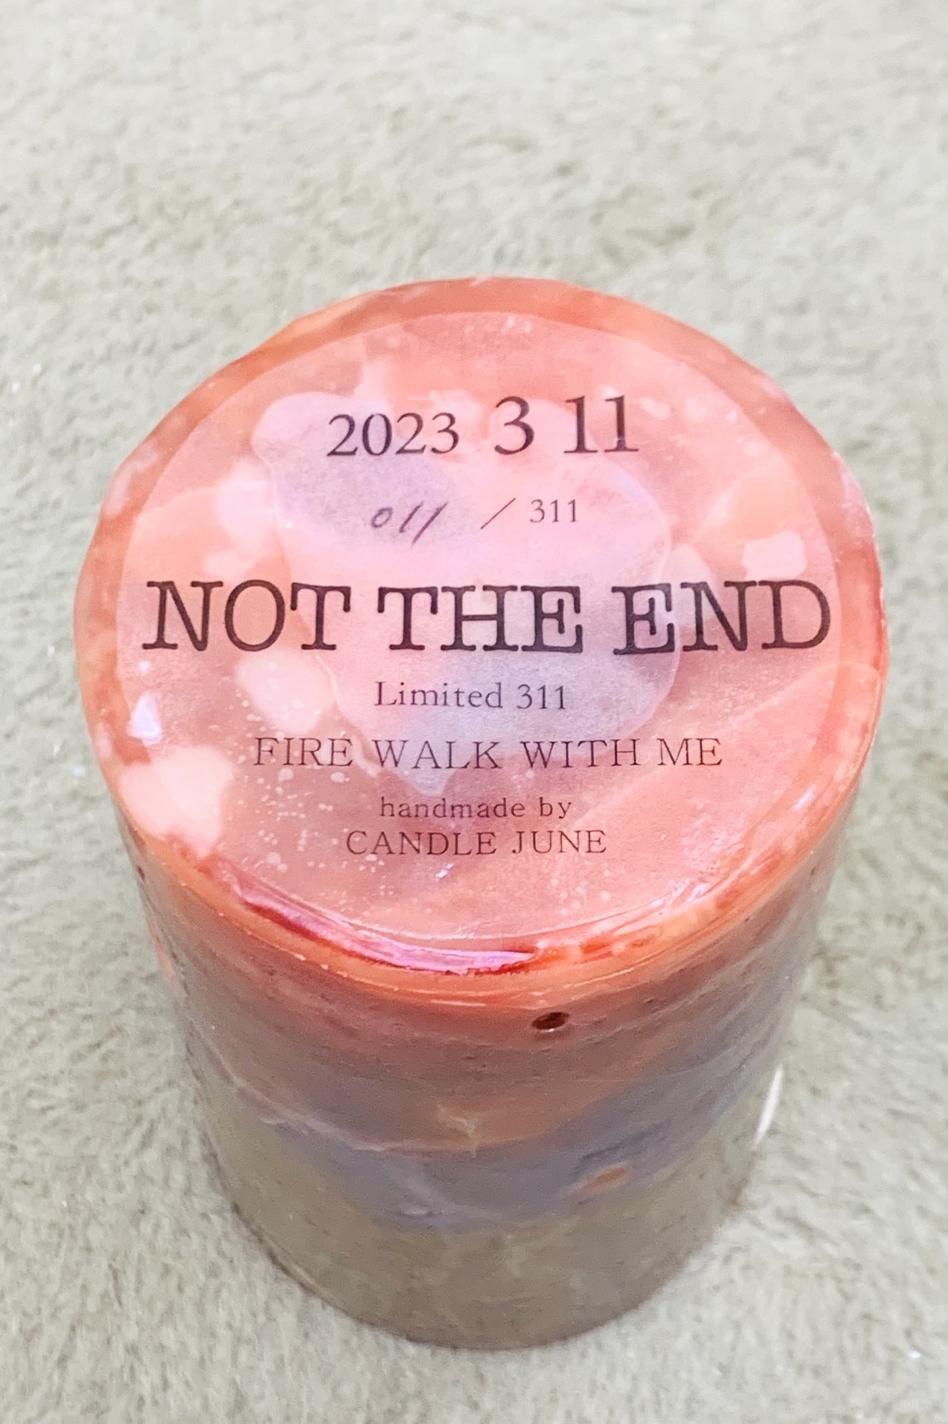 2023 3 11
011 / 311
NOT THE END
Limited 311
FIRE WALK WITH ME
handmade by
CANDLE JUNE